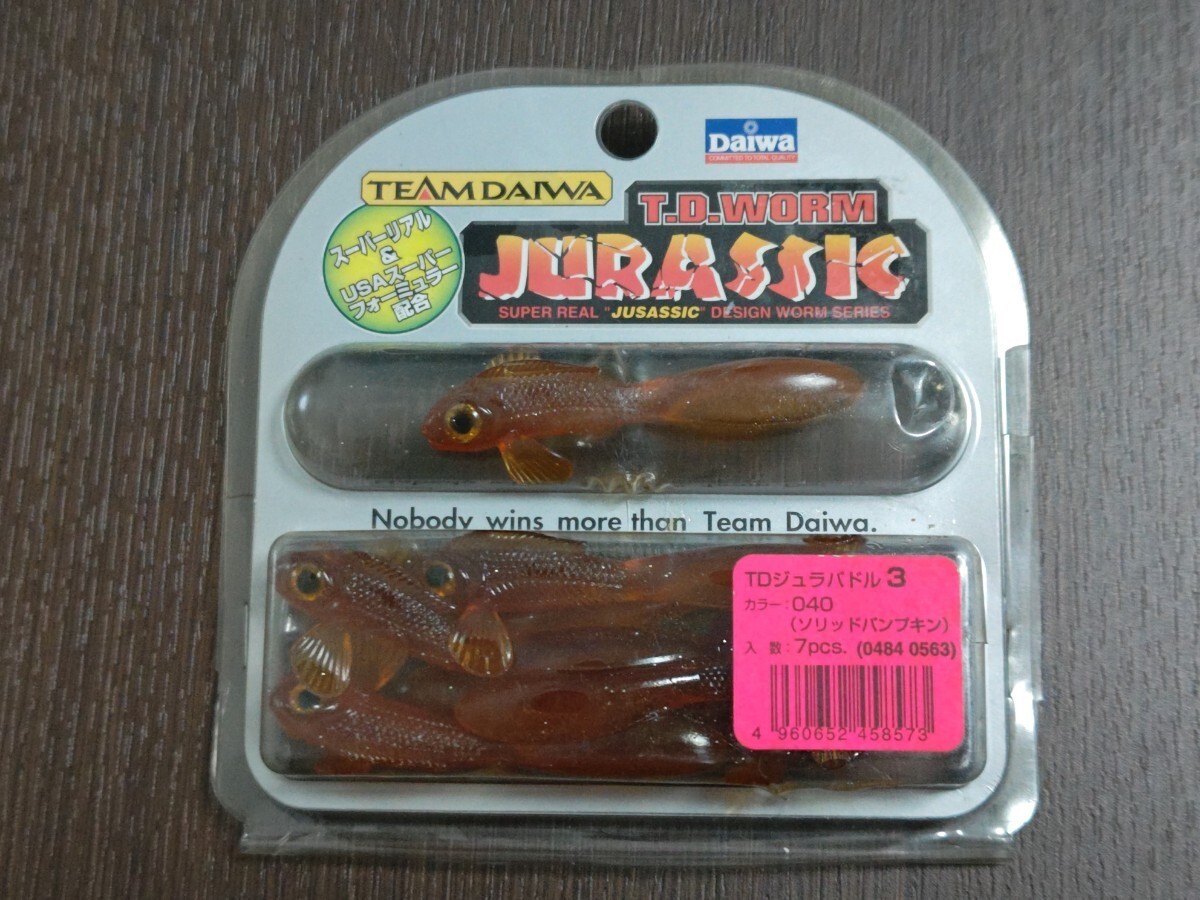 Daiwa
COMMITTED TO TOTAL QUALITY
TEAM DAIWA
T.D.WORM
JURASSIC
SUPER REAL "JUSASSIC" DESIGN WORM SERIES
スーパーリアル
&
USAスーパー
フォーミュラー
配合
Nobody wins more than Team Daiwa.
TDジュラパドル 3
カラー：040
（ソリッドパンプキン）
入 数：7pcs. (0484 0563)
4 960652 458573